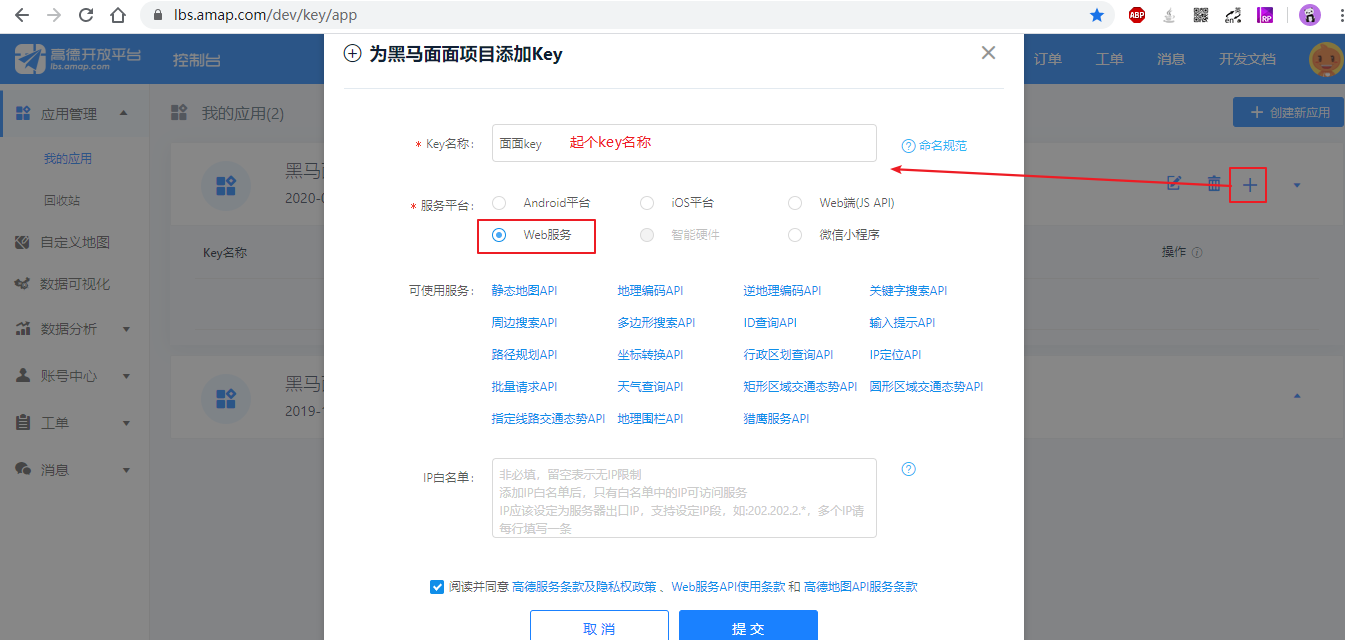 lbs.amap.com/dev/key/app
ABP
en
RP
高德开放平台
lbs.amap.com
控制台
订单
工单
消息
开发文档
为黑马面面项目添加Key
应用管理
我的应用
回收站
自定义地图
数据可视化
数据分析
账号中心
工单
消息
我的应用(2)
创建新应用
黑马
2020-0
Key名称
操作
黑马
2019-1
* Key名称:
面面key
起个key名称
命名规范
* 服务平台:
Android平台
iOS平台
Web端(JS API)
Web服务
智能硬件
微信小程序
可使用服务:
静态地图API
地理编码API
逆地理编码API
关键字搜索API
周边搜索API
多边形搜索API
ID查询API
输入提示API
路径规划API
坐标转换API
行政区划查询API
IP定位API
批量请求API
天气查询API
矩形区域交通态势API
圆形区域交通态势API
指定线路交通态势API
地理围栏API
猎鹰服务API
IP白名单:
非必填，留空表示无IP限制
添加IP白名单后，只有白名单中的IP可访问服务
IP应该设定为服务器出口IP，支持设定IP段，如:202.202.2.*，多个IP请
每行填写一条
阅读并同意 高德服务条款及隐私权政策 、Web服务API使用条款 和 高德地图API服务条款
取 消
提 交